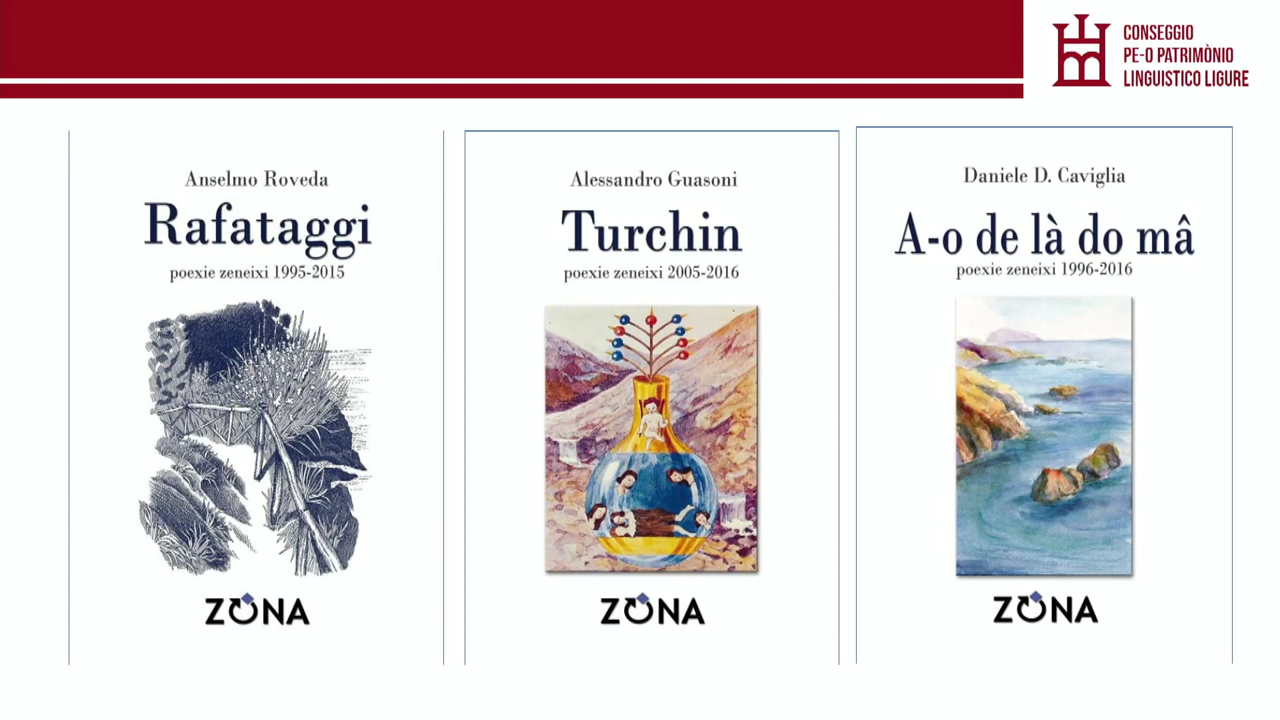 CONSEGGIO
PE-O PATRIMÒNIO
LINGUISTICO LIGURE
Anselmo Roveda
Rafataggi
poexie zeneixi 1995-2015
ZONA
Alessandro Guasoni
Turchin
poexie zeneixi 2005-2016
ZONA
Daniele D. Caviglia
A-o de là do mâ
poexie zeneixi 1996-2016
ZONA